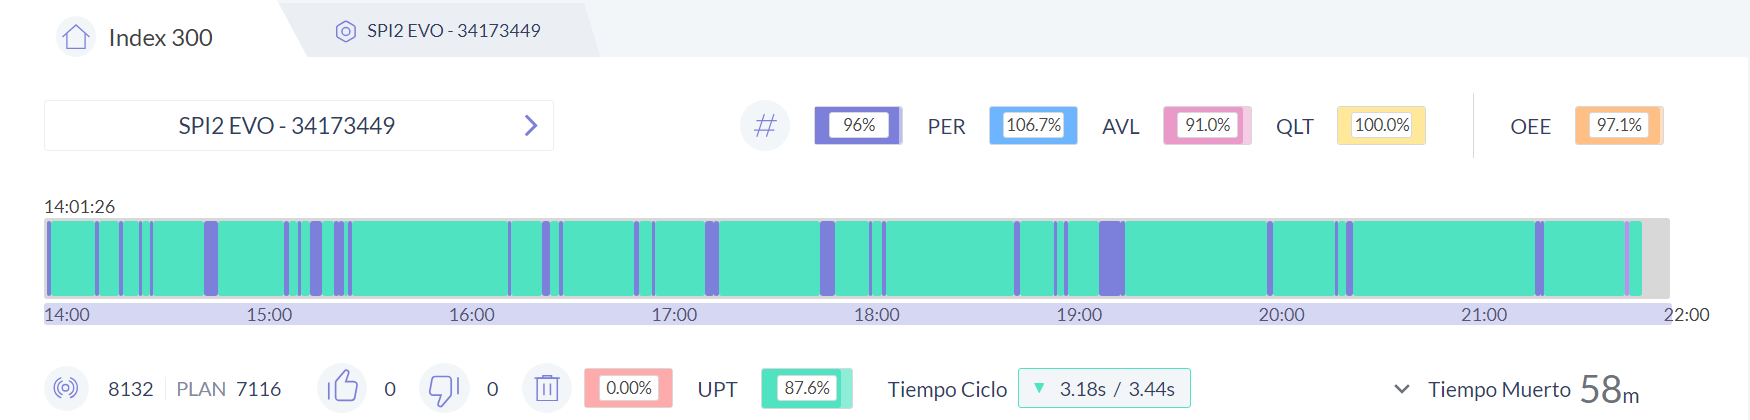 Index 300
SPI2 EVO - 34173449
SPI2 EVO - 34173449
# 96% PER 106.7% AVL 91.0% QLT 100.0% OEE 97.1%
14:01:26
14:00 15:00 16:00 17:00 18:00 19:00 20:00 21:00 22:00
8132 PLAN 7116 0 0 0.00% UPT 87.6% Tiempo Ciclo ▼ 3.18s / 3.44s Tiempo Muerto 58m